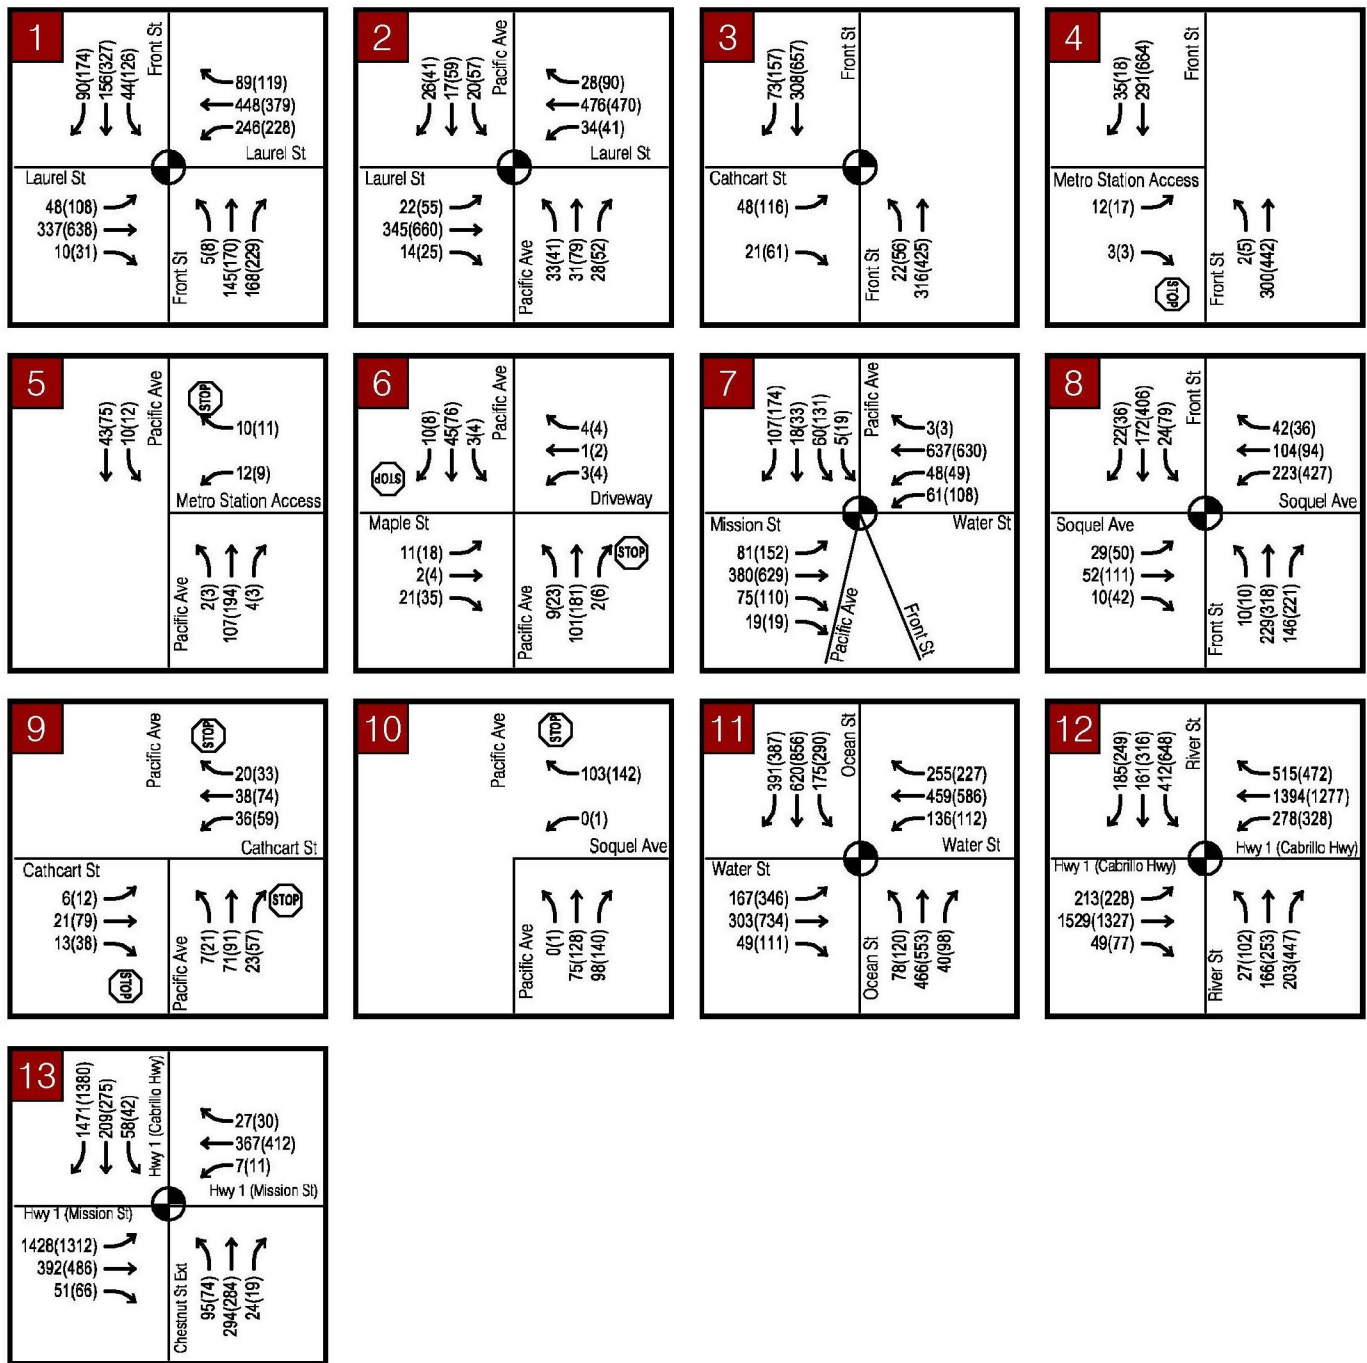 1
90(174)
156(327)
44(126)
Front St
89(119)
448(379)
246(228)
Laurel St
Laurel St
48(108)
337(638)
10(31)
Front St
5(8)
145(170)
168(229)
2
26(41)
17(59)
20(57)
Pacific Ave
28(90)
476(470)
34(41)
Laurel St
Laurel St
22(55)
345(660)
14(25)
Pacific Ave
33(41)
31(79)
28(52)
3
73(157)
308(657)
Front St
Cathcart St
48(116)
21(61)
Front St
22(56)
316(425)
4
35(18)
291(664)
Front St
Metro Station Access
12(17)
3(3)
STOP
Front St
2(5)
300(442)
5
43(75)
10(12)
Pacific Ave
STOP
10(11)
12(9)
Metro Station Access
Pacific Ave
2(3)
107(194)
4(3)
6
STOP
10(8)
45(76)
3(4)
Pacific Ave
4(4)
1(2)
3(4)
Driveway
Maple St
11(18)
2(4)
21(35)
Pacific Ave
9(23)
101(181)
2(6)
STOP
7
107(174)
18(33)
60(131)
5(19)
Pacific Ave
3(3)
637(630)
48(49)
61(108)
Mission St
Water St
81(152)
380(629)
75(110)
19(19)
Pacific Ave
Front St
8
22(36)
172(406)
24(79)
Front St
42(36)
104(94)
223(427)
Soquel Ave
Soquel Ave
29(50)
52(111)
10(42)
Front St
10(10)
229(318)
146(221)
9
Pacific Ave
STOP
20(33)
38(74)
36(59)
Cathcart St
Cathcart St
6(12)
21(79)
13(38)
STOP
Pacific Ave
7(21)
71(91)
23(57)
STOP
10
Pacific Ave
STOP
103(142)
0(1)
Soquel Ave
Pacific Ave
0(1)
75(128)
98(140)
11
391(387)
620(856)
175(290)
Ocean St
255(227)
459(586)
136(112)
Water St
Water St
167(346)
303(734)
49(111)
Ocean St
78(120)
466(553)
40(98)
12
185(249)
161(316)
412(648)
River St
515(472)
1394(1277)
278(328)
Hwy 1 (Cabrillo Hwy)
Hwy 1 (Cabrillo Hwy)
213(228)
1529(1327)
49(77)
River St
27(102)
166(253)
203(447)
13
1471(1380)
209(275)
58(42)
Hwy 1 (Cabrillo Hwy)
27(30)
367(412)
7(11)
Hwy 1 (Mission St)
Hwy 1 (Mission St)
1428(1312)
392(486)
51(66)
Chestnut St Ext
95(74)
294(284)
24(19)